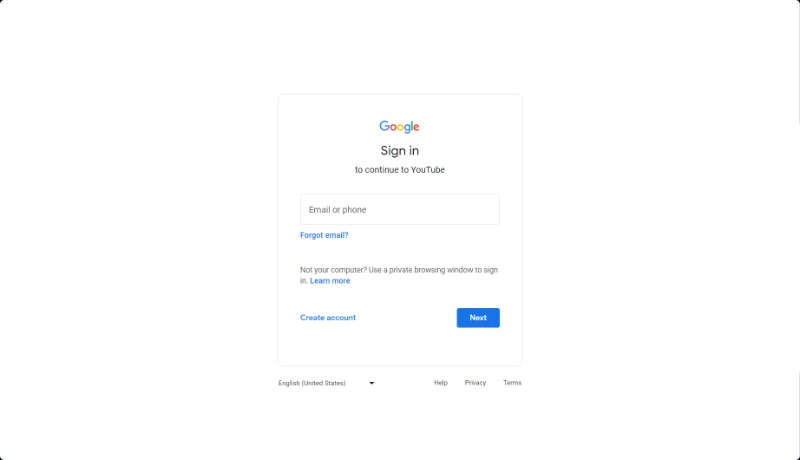 Google
Sign in
to continue to YouTube
Email or phone
Forgot email?
Not your computer? Use a private browsing window to sign
in. Learn more
Create account
Next
English (United States)
Help
Privacy
Terms